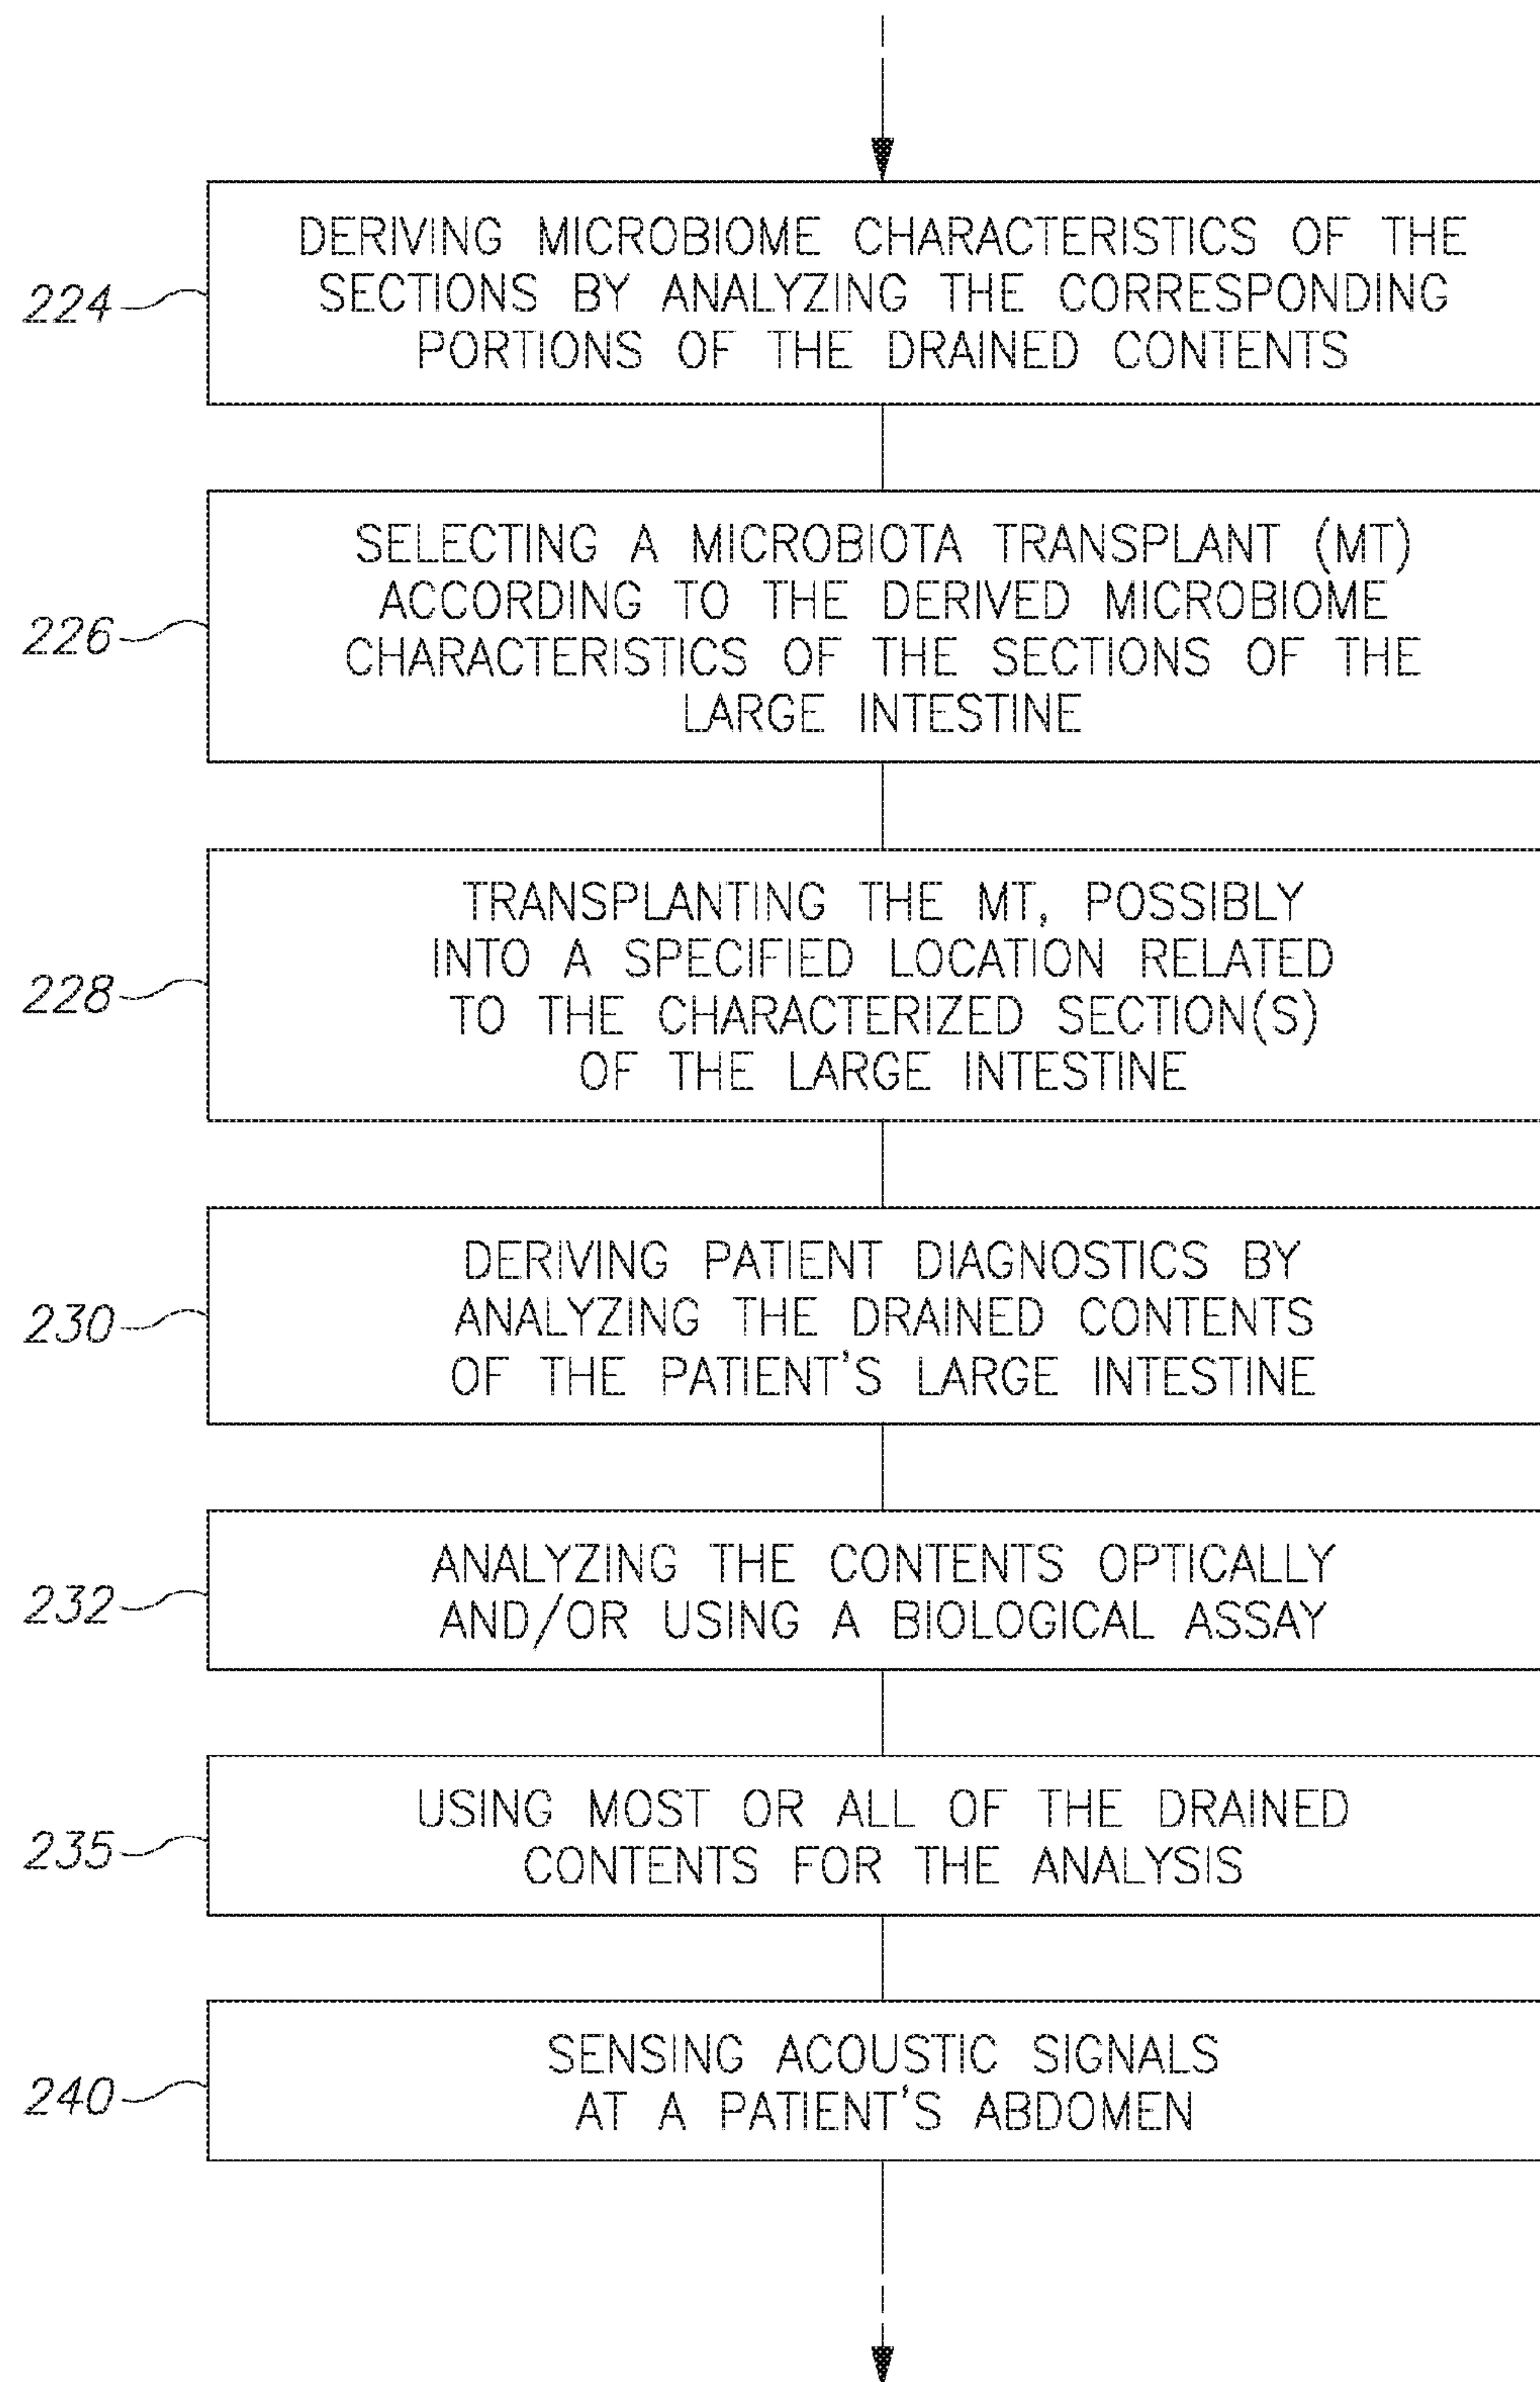 DERIVING MICROBIOME CHARACTERISTICS OF THE
SECTIONS BY ANALYZING THE CORRESPONDING
PORTIONS OF THE DRAINED CONTENTS
224
SELECTING A MICROBIOTA TRANSPLANT (MT)
ACCORDING TO THE DERIVED MICROBIOME
CHARACTERISTICS OF THE SECTIONS OF THE
LARGE INTESTINE
226
TRANSPLANTING THE MT, POSSIBLY
INTO A SPECIFIED LOCATION RELATED
TO THE CHARACTERIZED SECTION(S)
OF THE LARGE INTESTINE
228
DERIVING PATIENT DIAGNOSTICS BY
ANALYZING THE DRAINED CONTENTS
OF THE PATIENT'S LARGE INTESTINE
230
ANALYZING THE CONTENTS OPTICALLY
AND/OR USING A BIOLOGICAL ASSAY
232
USING MOST OR ALL OF THE DRAINED
CONTENTS FOR THE ANALYSIS
235
SENSING ACOUSTIC SIGNALS
AT A PATIENT'S ABDOMEN
240